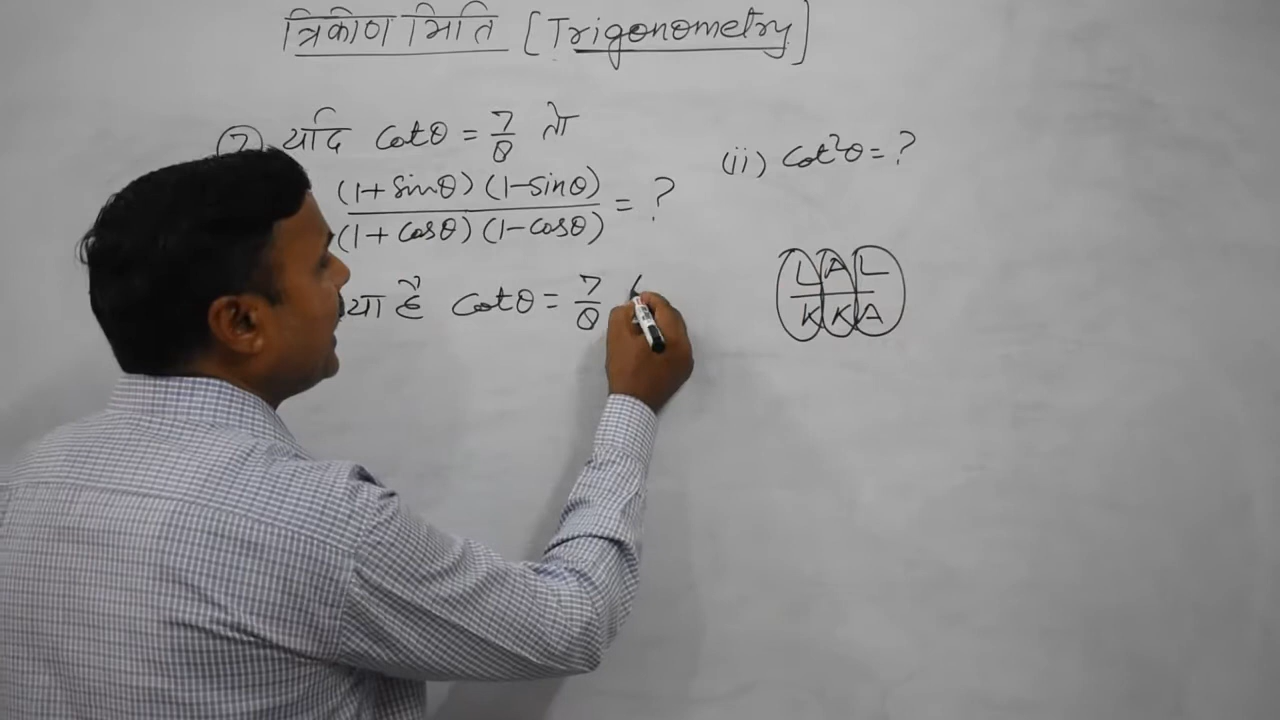 त्रिकोण मिति [Trigonometry]
7 यदि cotθ = 7/8 तो
(1 + sinθ) (1 - sinθ) / (1 + cosθ) (1 - cosθ) = ?
(ii) cot²θ = ?
या है cotθ = 7/8
L A L
K K A